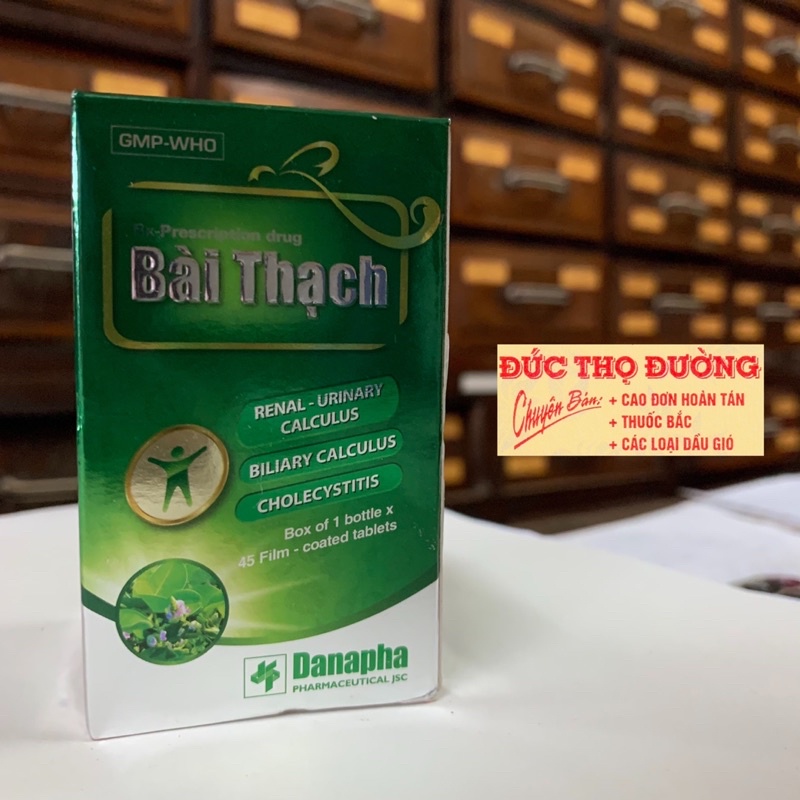 GMP-WHO
Rx-Prescription drug
Bài Thạch
RENAL - URINARY
CALCULUS
BILIARY CALCULUS
CHOLECYSTITIS
Box of 1 bottle x
45 Film - coated tablets
Danapha
PHARMACEUTICAL JSC
ĐỨC THỌ ĐƯỜNG
Chuyên Bán:
+ CAO ĐƠN HOÀN TÁN
+ THUỐC BẮC
+ CÁC LOẠI DẦU GIÓ